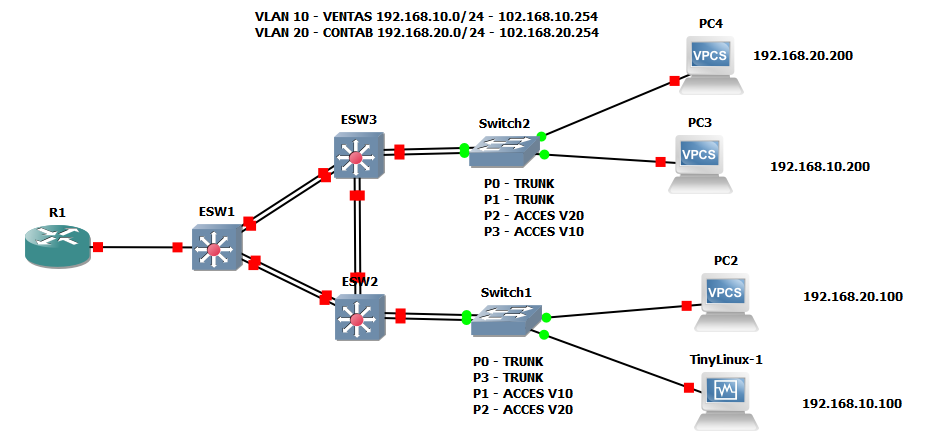 VLAN 10 - VENTAS 192.168.10.0/24 - 102.168.10.254
VLAN 20 - CONTAB 192.168.20.0/24 - 102.168.20.254
PC4
VPCS
192.168.20.200
ESW3
Switch2
PC3
VPCS
192.168.10.200
P0 - TRUNK
P1 - TRUNK
P2 - ACCES V20
P3 - ACCES V10
R1
ESW1
ESW2
Switch1
PC2
VPCS
192.168.20.100
P0 - TRUNK
P3 - TRUNK
P1 - ACCES V10
P2 - ACCES V20
TinyLinux-1
192.168.10.100